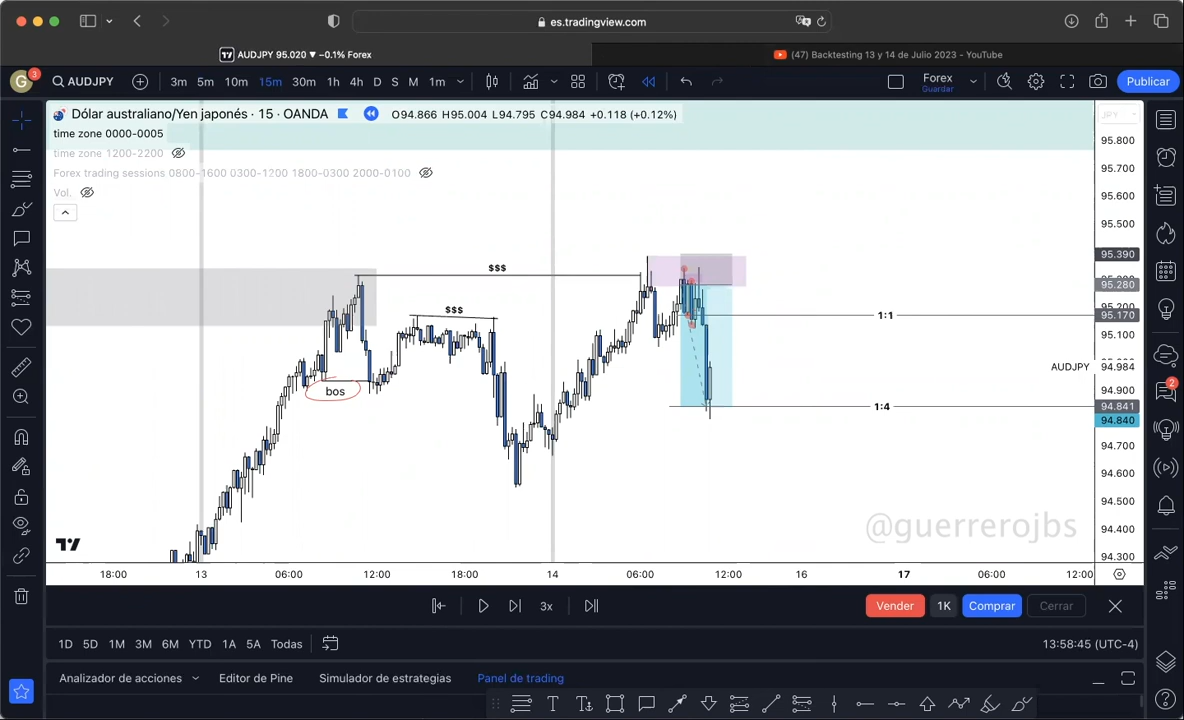 es.tradingview.com
AUDJPY 95.020 ▼ −0.1% Forex
(47) Backtesting 13 y 14 de Julio 2023 - YouTube
G 3
AUDJPY
3m 5m 10m 15m 30m 1h 4h D S M 1m
Forex
Guardar
Publicar
Dólar australiano/Yen japonés · 15 · OANDA O94.866 H95.004 L94.795 C94.984 +0.118 (+0.12%)
time zone 0000-0005
time zone 1200-2200
Forex trading sessions 0800-1600 0300-1200 1800-0300 2000-0100
Vol.
JPY
95.800
95.700
95.600
95.500
95.390
95.280
95.200
95.170
95.100
AUDJPY 94.984
94.900
94.841
94.840
94.700
94.600
94.500
94.400
94.300
$$$
$$$
bos
1:1
1:4
2
@guerrerojbs
18:00 13 06:00 12:00 18:00 14 06:00 12:00 16 17 06:00 12:00
3x
Vender 1K Comprar Cerrar
1D 5D 1M 3M 6M YTD 1A 5A Todas
13:58:45 (UTC-4)
Analizador de acciones Editor de Pine Simulador de estrategias Panel de trading